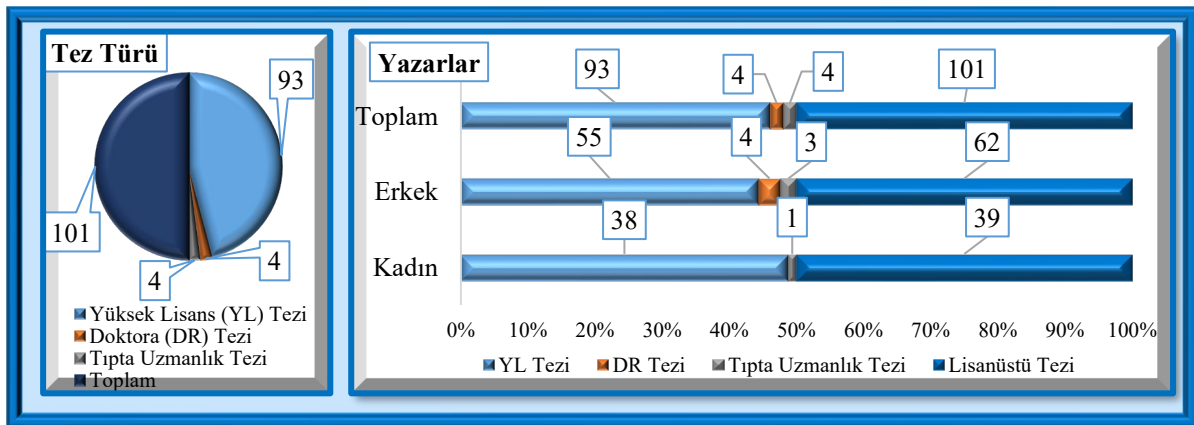 Tez Türü
93
101
4
4
Yüksek Lisans (YL) Tezi
Doktora (DR) Tezi
Tıpta Uzmanlık Tezi
Toplam
Yazarlar
93
4
4
101
Toplam
55
4
3
62
Erkek
38
1
39
Kadın
0% 10% 20% 30% 40% 50% 60% 70% 80% 90% 100%
YL Tezi DR Tezi Tıpta Uzmanlık Tezi Lisanüstü Tezi